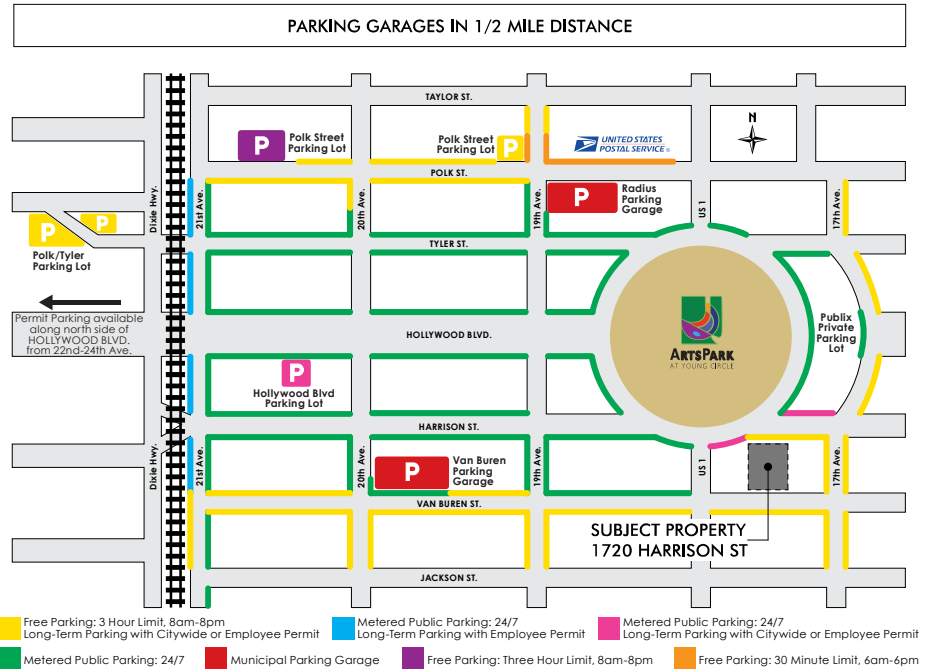 PARKING GARAGES IN 1/2 MILE DISTANCE
TAYLOR ST.
P
Polk Street
Parking Lot
Polk Street
Parking Lot
P
UNITED STATES
POSTAL SERVICE®
N
POLK ST.
Dixie Hwy.
21st Ave.
20th Ave.
19th Ave.
P
Radius
Parking
Garage
US 1
17th Ave.
P
P
Polk/Tyler
Parking Lot
TYLER ST.
Permit Parking available
along north side of
HOLLYWOOD BLVD.
from 22nd-24th Ave.
HOLLYWOOD BLVD.
ARTSPARK
AT YOUNG CIRCLE
Publix
Private
Parking
Lot
P
Hollywood Blvd
Parking Lot
HARRISON ST.
Dixie Hwy.
21st Ave.
20th Ave.
P
Van Buren
Parking
Garage
19th Ave.
US 1
17th Ave.
VAN BUREN ST.
SUBJECT PROPERTY
1720 HARRISON ST
JACKSON ST.
Free Parking: 3 Hour Limit, 8am-8pm
Long-Term Parking with Citywide or Employee Permit
Metered Public Parking: 24/7
Long-Term Parking with Employee Permit
Metered Public Parking: 24/7
Long-Term Parking with Citywide or Employee Permit
Metered Public Parking: 24/7
Municipal Parking Garage
Free Parking: Three Hour Limit, 8am-8pm
Free Parking: 30 Minute Limit, 6am-6pm